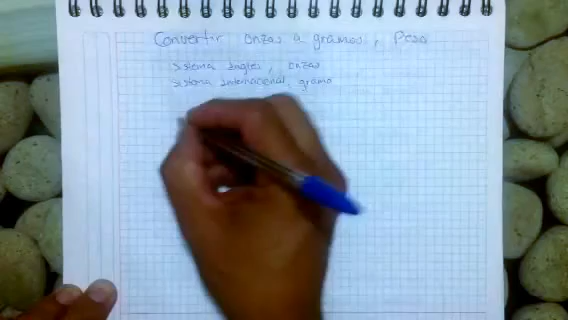 Convertir onzas a gramos, Peso
sistema Ingles, onzas
sistema Internacional gramo